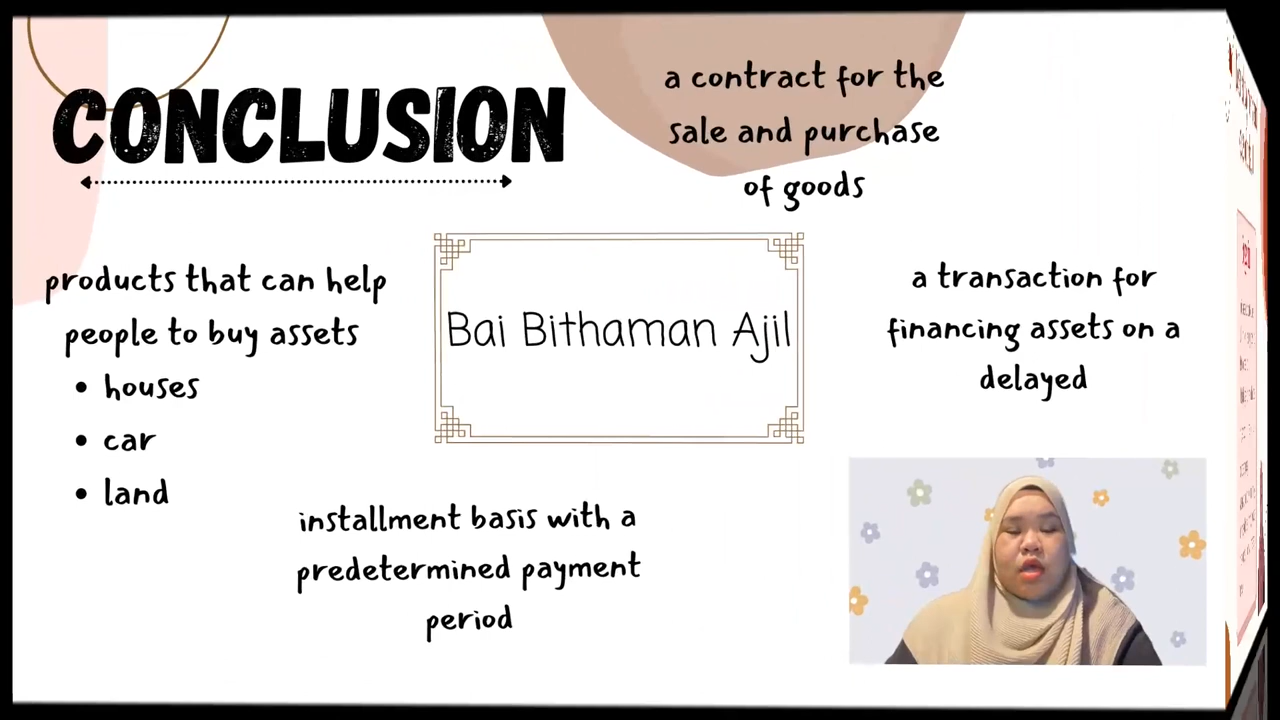 CONCLUSION
a contract for the
sale and purchase
of goods
products that can help
people to buy assets
• houses
• car
• land
Bai Bithaman Ajil
a transaction for
financing assets on a
delayed
installment basis with a
predetermined payment
period